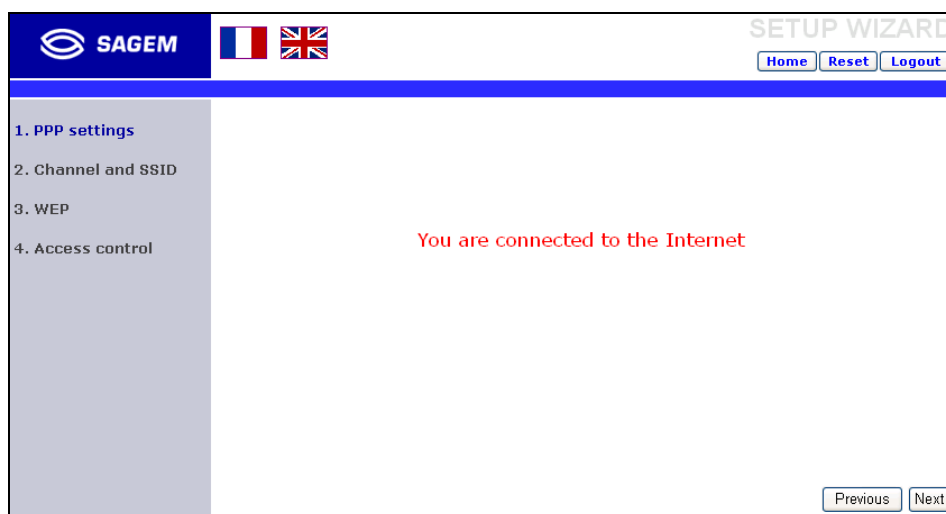 SAGEM
SETUP WIZARD
Home Reset Logout
1. PPP settings
2. Channel and SSID
3. WEP
4. Access control
You are connected to the Internet
Previous Next